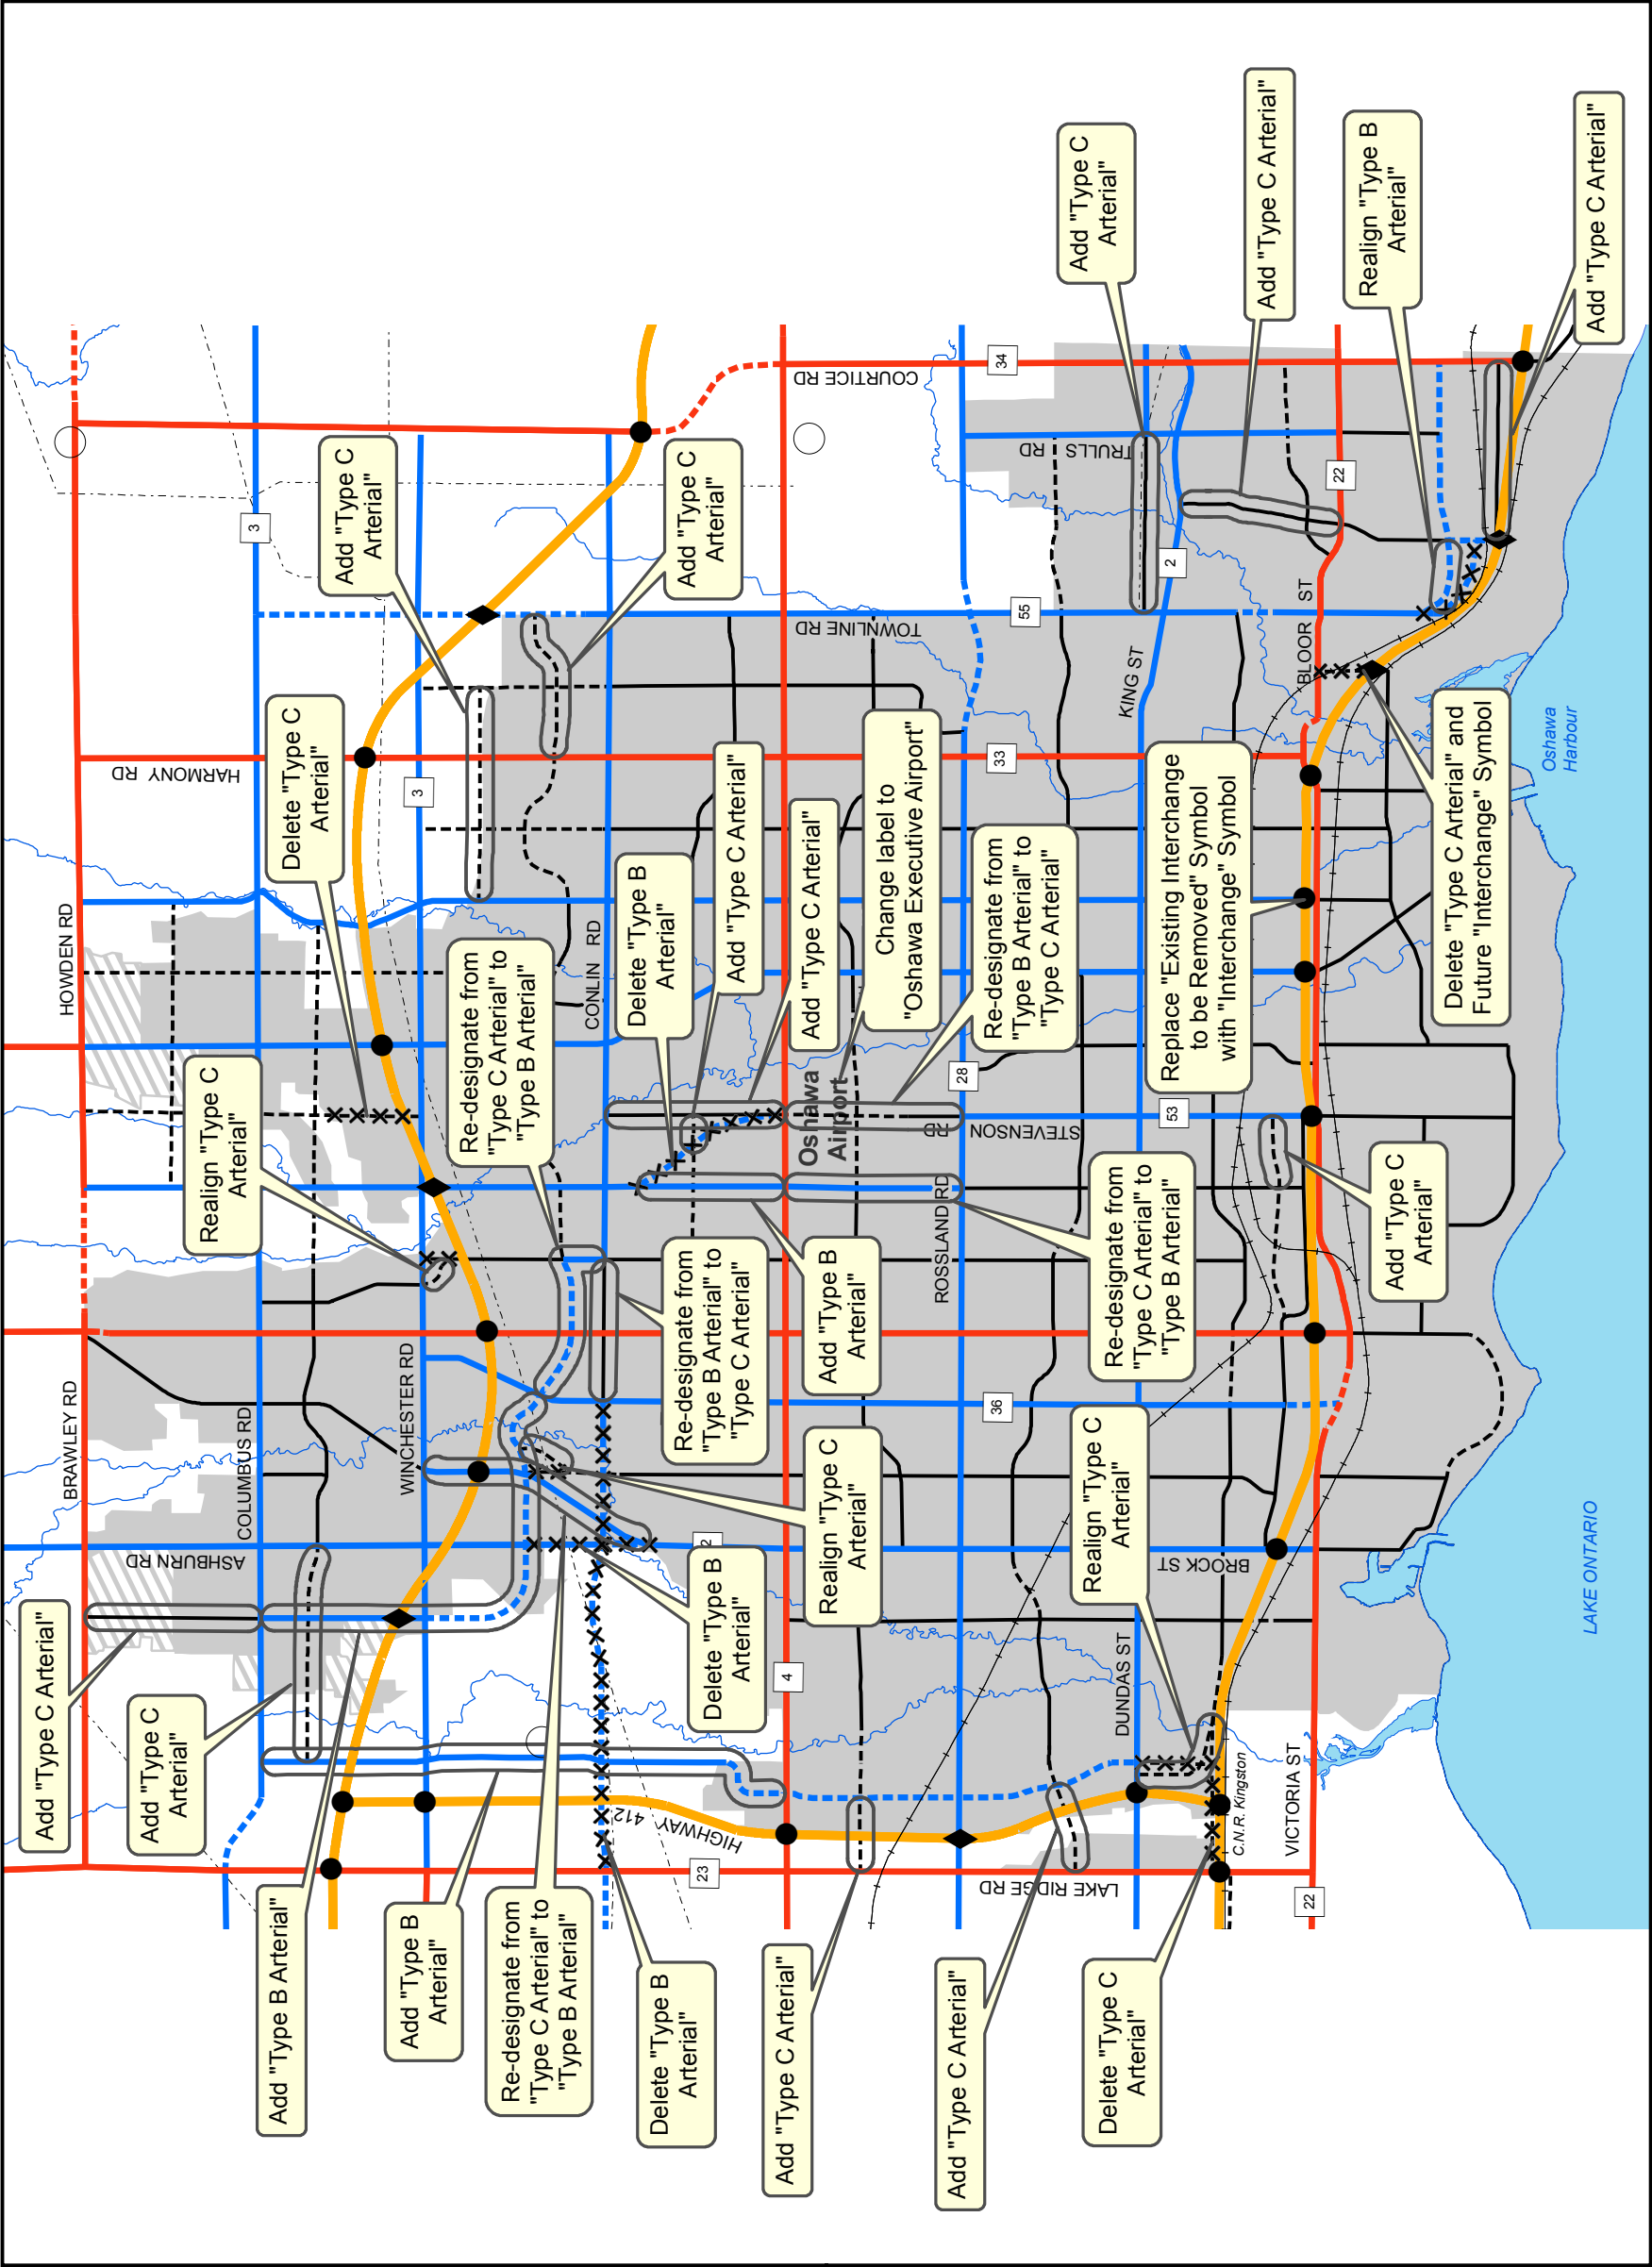 Add "Type C Arterial"
BRAWLEY RD
HOWDEN RD
Add "Type C
Arterial"
HARMONY RD
Realign "Type C
Arterial"
ASHBURN RD
COLUMBUS RD
3
Add "Type B Arterial"
Delete "Type C
Arterial"
Add "Type C
Arterial"
Add "Type B
Arterial"
WINCHESTER RD
3
Re-designate from
"Type C Arterial" to
"Type B Arterial"
Re-designate from
"Type C Arterial" to
"Type B Arterial"
CONLIN RD
HIGHWAY 412
Delete "Type B
Arterial"
Delete "Type B
Arterial"
Add "Type C
Arterial"
Re-designate from
"Type B Arterial" to
"Type C Arterial"
23
2
Delete "Type B
Arterial"
Add "Type C Arterial"
Add "Type C Arterial"
4
Add "Type C Arterial"
Oshawa
Airport
TOWNLINE RD
COURTICE RD
Realign "Type C
Arterial"
Add "Type B
Arterial"
Change label to
"Oshawa Executive Airport"
Add "Type C Arterial"
ROSSLAND RD
28
LAKE RIDGE RD
36
STEVENSON RD
Re-designate from
"Type B Arterial" to
"Type C Arterial"
33
55
34
TRULLS RD
Add "Type C
Arterial"
Delete "Type C
Arterial"
Realign "Type C
Arterial"
Re-designate from
"Type C Arterial" to
"Type B Arterial"
DUNDAS ST
KING ST
BROCK ST
53
2
Replace "Existing Interchange
to be Removed" Symbol
with "Interchange" Symbol
C.N.R. Kingston
Add "Type C Arterial"
VICTORIA ST
22
BLOOR ST
22
Add "Type C
Arterial"
Realign "Type B
Arterial"
Delete "Type C Arterial" and
Future "Interchange" Symbol
Oshawa
Harbour
LAKE ONTARIO
Add "Type C Arterial"